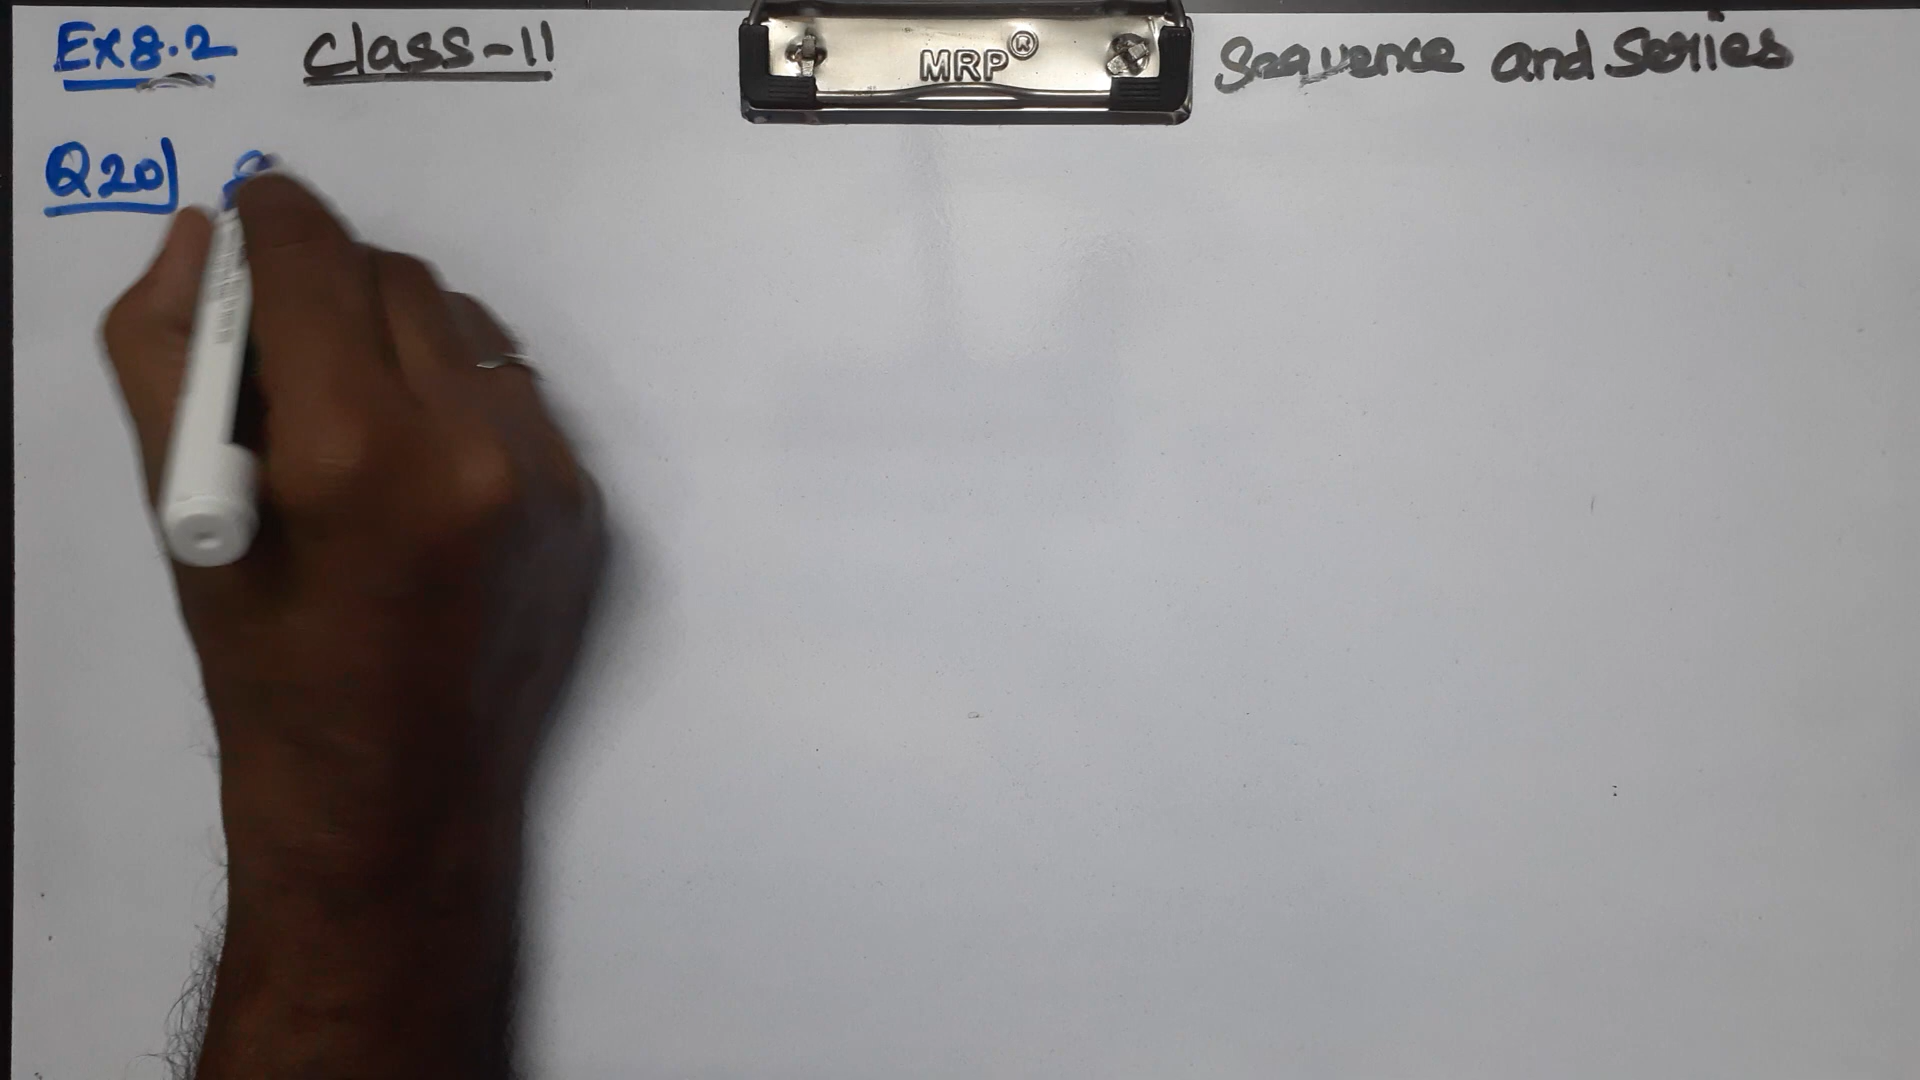 Ex 8.2 Class-11 MRP® Sequence and Series
Q20)